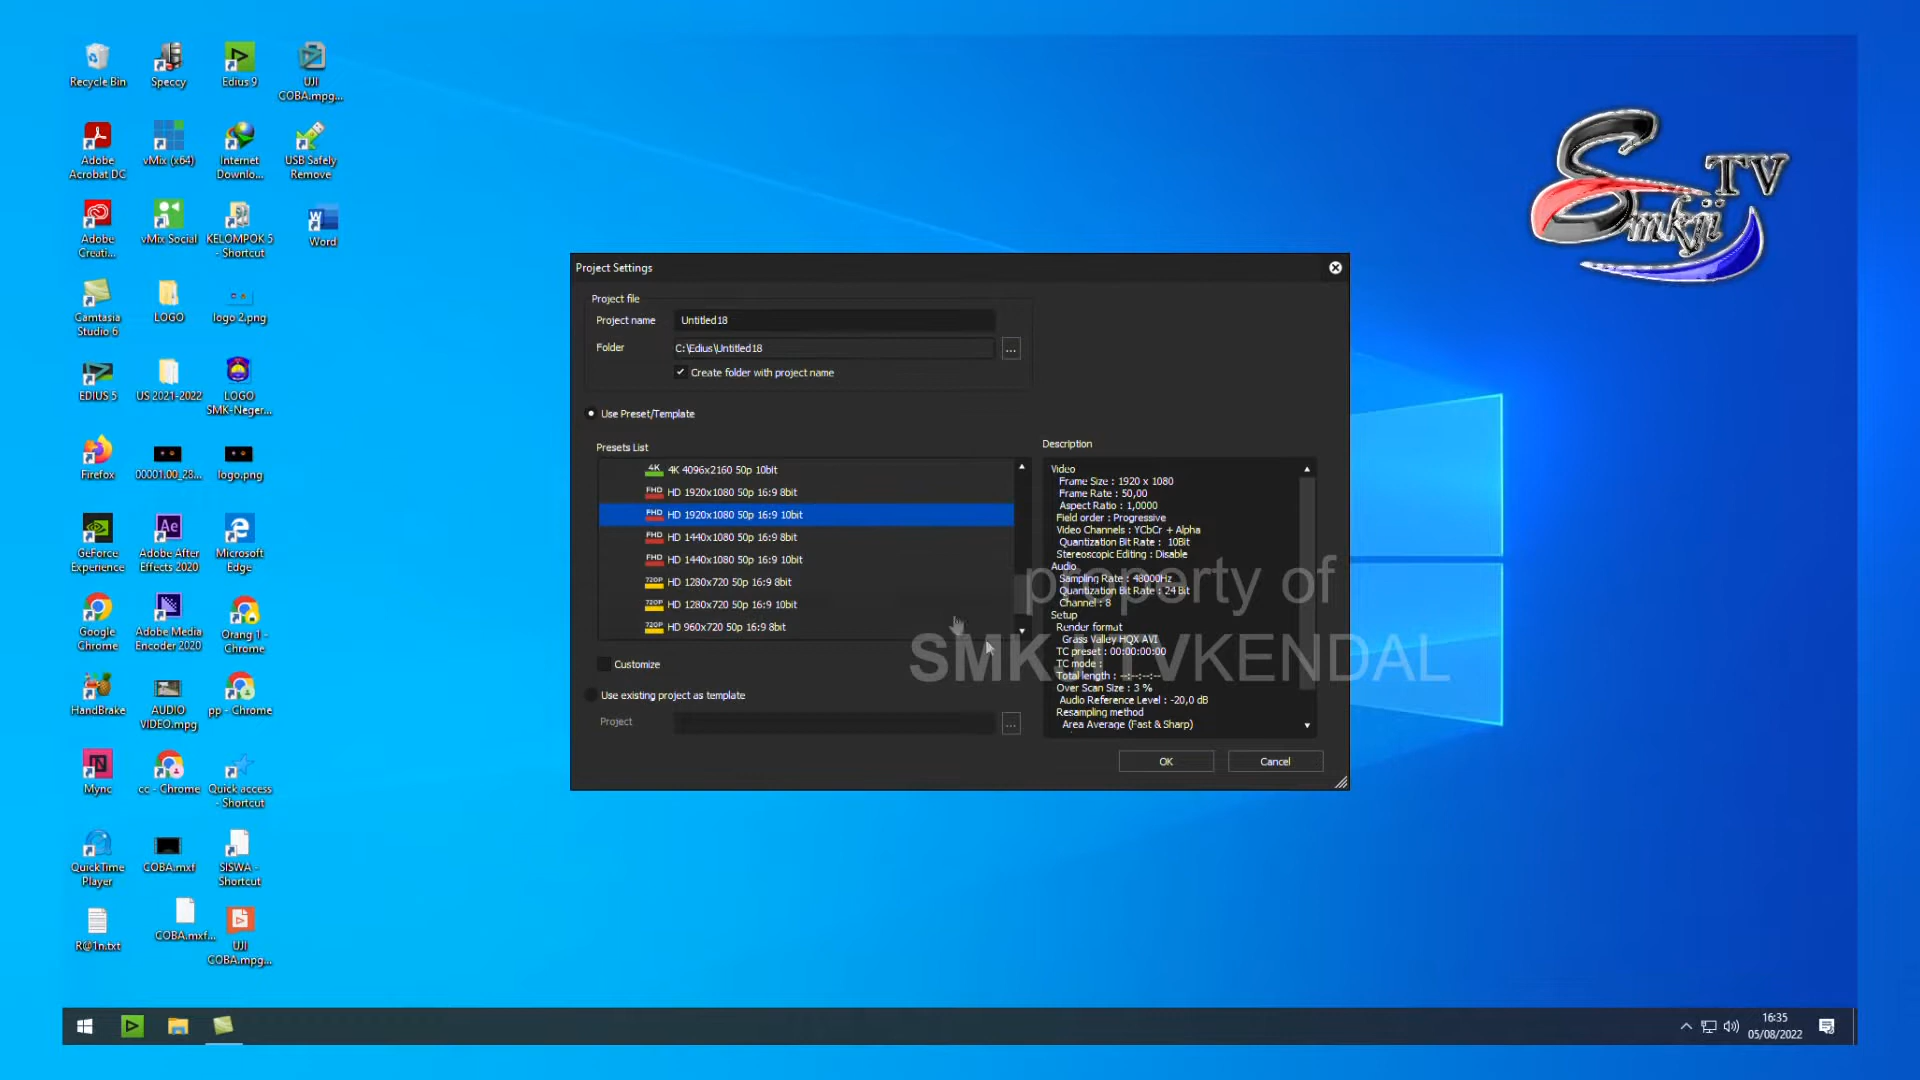 Recycle Bin
Speccy
Edius 9
UJI
COBA.mpg...
Adobe
Acrobat DC
vMix (x64)
Internet
Downlo...
USB Safely
Remove
Adobe
Creati...
vMix Social
KELOMPOK 5
- Shortcut
Word
Camtasia
Studio 6
LOGO
logo 2.png
EDIUS 5
US 2021-2022
LOGO
SMK-Neger...
Firefox
00001.00_28...
logo.png
GeForce
Experience
Adobe After
Effects 2020
Microsoft
Edge
Google
Chrome
Adobe Media
Encoder 2020
Orang 1 -
Chrome
HandBrake
AUDIO
VIDEO.mpg
pp - Chrome
Mync
cc - Chrome
Quick access
- Shortcut
QuickTime
Player
COBA.mxf
SISWA -
Shortcut
R@1n.txt
COBA.mxf...
UJI
COBA.mpg...
Smkji TV
Project Settings
Project file
Project name
Untitled18
Folder
C:\Edius\Untitled18
...
Create folder with project name
Use Preset/Template
Presets List
4K 4K 4096x2160 50p 10bit
FHD HD 1920x1080 50p 16:9 8bit
FHD HD 1920x1080 50p 16:9 10bit
FHD HD 1440x1080 50p 16:9 8bit
FHD HD 1440x1080 50p 16:9 10bit
720P HD 1280x720 50p 16:9 8bit
720P HD 1280x720 50p 16:9 10bit
720P HD 960x720 50p 16:9 8bit
Customize
Use existing project as template
Project
...
Description
Video
Frame Size : 1920 x 1080
Frame Rate : 50,00
Aspect Ratio : 1,0000
Field order : Progressive
Video Channels : YCbCr + Alpha
Quantization Bit Rate : 10Bit
Stereoscopic Editing : Disable
Audio
Sampling Rate : 48000Hz
Quantization Bit Rate : 24 Bit
Channel : 8
Setup
Render format
Grass Valley HQX AVI
TC preset : 00:00:00:00
TC mode :
Total length : --:--:--:--
Over Scan Size : 3 %
Audio Reference Level : -20,0 dB
Resampling method
Area Average (Fast & Sharp)
OK
Cancel
property of
SMKJITVKENDAL
16:35
05/08/2022